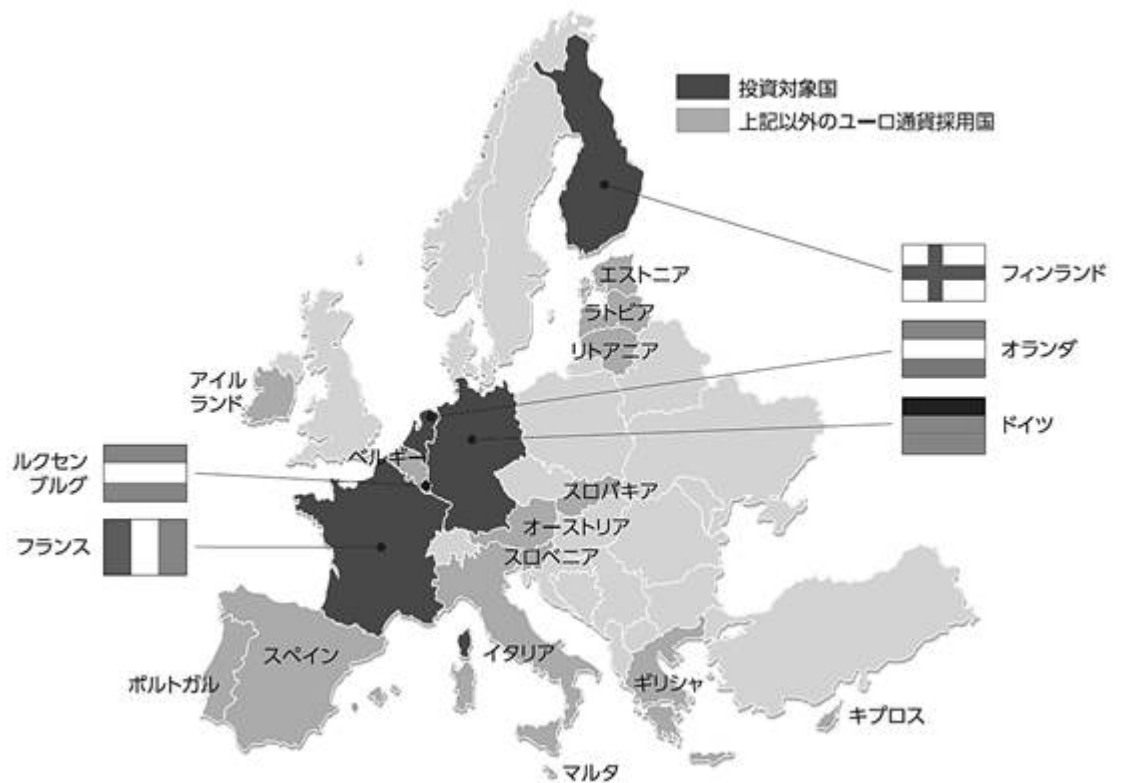 投資対象国
上記以外のユーロ通貨採用国
フィンランド
エストニア
ラトビア
リトアニア
オランダ
アイル
ランド
ドイツ
ベルギー
ルクセン
ブルグ
スロバキア
オーストリア
フランス
スロベニア
スペイン
イタリア
ポルトガル
ギリシャ
キプロス
マルタ